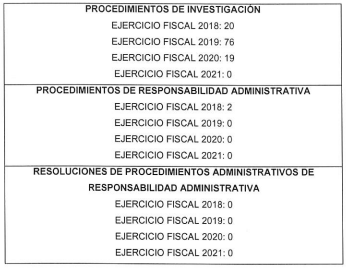 PROCEDIMIENTOS DE INVESTIGACIÓN
EJERCICIO FISCAL 2018: 20
EJERCICIO FISCAL 2019: 76
EJERCICIO FISCAL 2020: 19
EJERCICIO FISCAL 2021: 0
PROCEDIMIENTOS DE RESPONSABILIDAD ADMINISTRATIVA
EJERCICIO FISCAL 2018: 2
EJERCICIO FISCAL 2019: 0
EJERCICIO FISCAL 2020: 0
EJERCICIO FISCAL 2021: 0
RESOLUCIONES DE PROCEDIMIENTOS ADMINISTRATIVOS DE
RESPONSABILIDAD ADMINISTRATIVA
EJERCICIO FISCAL 2018: 0
EJERCICIO FISCAL 2019: 0
EJERCICIO FISCAL 2020: 0
EJERCICIO FISCAL 2021: 0